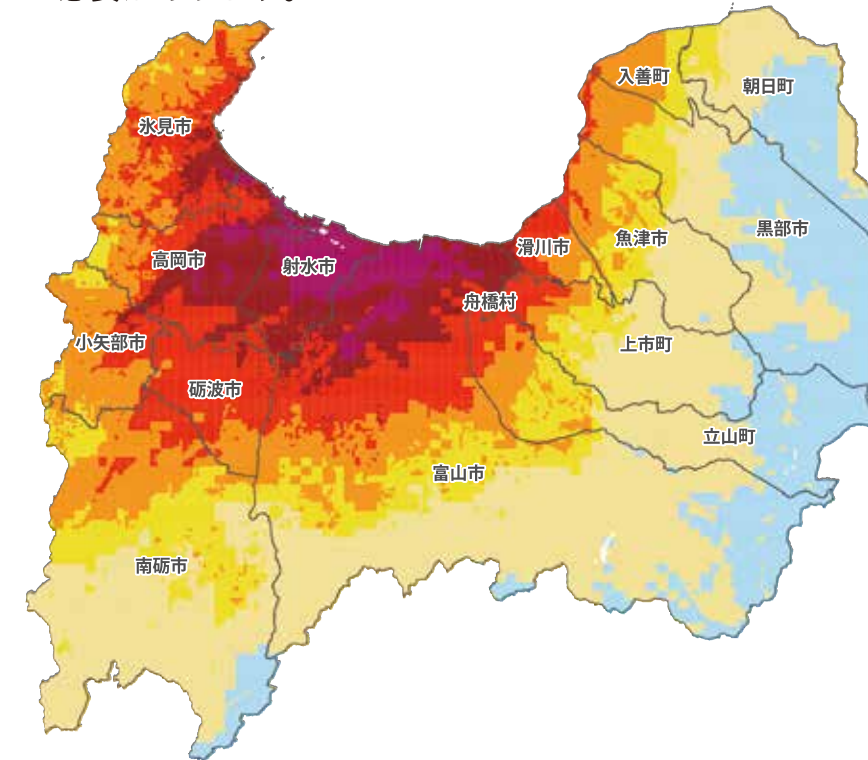 入善町
朝日町
氷見市
黒部市
魚津市
滑川市
高岡市
射水市
舟橋村
小矢部市
上市町
砺波市
立山町
富山市
南砺市